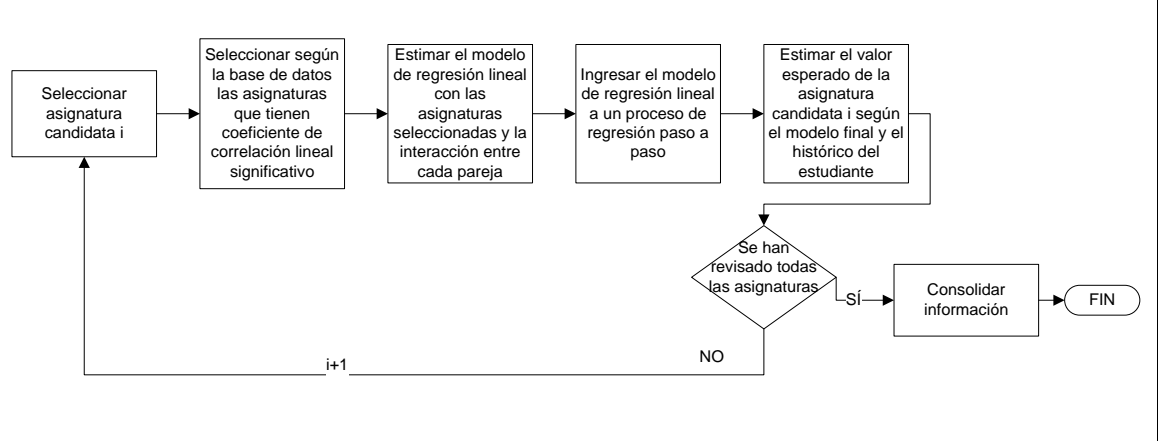 Seleccionar
asignatura
candidata i
Seleccionar según
la base de datos
las asignaturas
que tienen
coeficiente de
correlación lineal
significativo
Estimar el modelo
de regresión lineal
con las
asignaturas
seleccionadas y la
interacción entre
cada pareja
Ingresar el modelo
de regresión lineal
a un proceso de
regresión paso a
paso
Estimar el valor
esperado de la
asignatura
candidata i según
el modelo final y el
histórico del
estudiante
Se han
revisado todas
las asignaturas
SÍ
Consolidar
información
FIN
NO
i+1